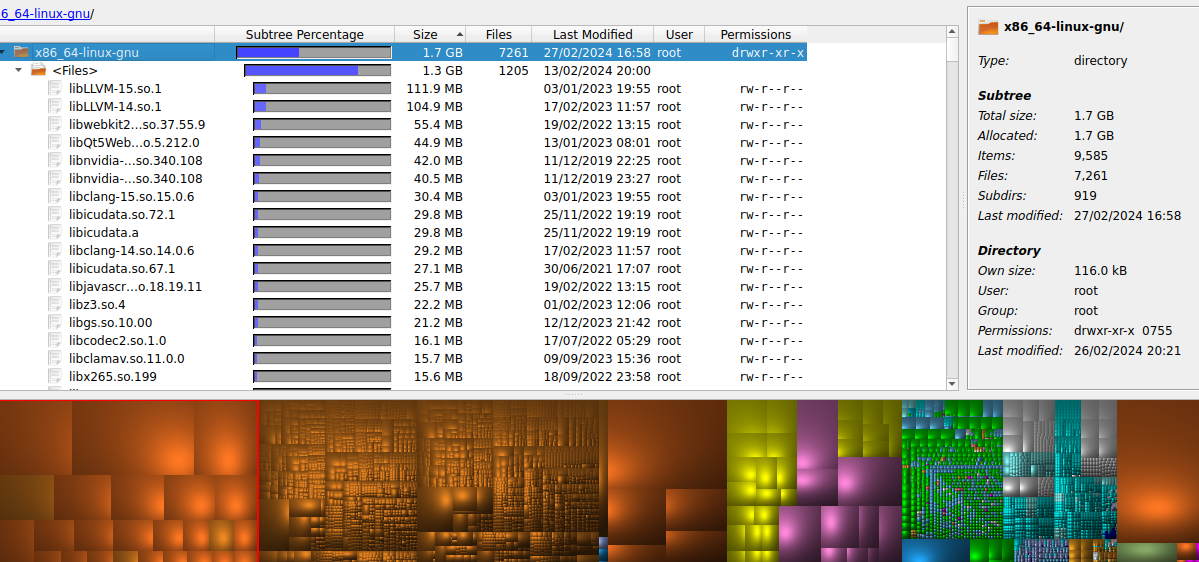 6_64-linux-gnu/
Subtree Percentage Size Files Last Modified User Permissions
x86_64-linux-gnu 1.7 GB 7261 27/02/2024 16:58 root drwxr-xr-x
<Files> 1.3 GB 1205 13/02/2024 20:00
libLLVM-15.so.1 111.9 MB 03/01/2023 19:55 root rw-r--r--
libLLVM-14.so.1 104.9 MB 17/02/2023 11:57 root rw-r--r--
libwebkit2...so.37.55.9 55.4 MB 19/02/2022 13:15 root rw-r--r--
libQt5Web...o.5.212.0 44.9 MB 13/01/2023 08:01 root rw-r--r--
libnvidia-...so.340.108 42.0 MB 11/12/2019 22:25 root rw-r--r--
libnvidia-...so.340.108 40.5 MB 11/12/2019 23:27 root rw-r--r--
libclang-15.so.15.0.6 30.4 MB 03/01/2023 19:55 root rw-r--r--
libicudata.so.72.1 29.8 MB 25/11/2022 19:19 root rw-r--r--
libicudata.a 29.8 MB 25/11/2022 19:19 root rw-r--r--
libclang-14.so.14.0.6 29.2 MB 17/02/2023 11:57 root rw-r--r--
libicudata.so.67.1 27.1 MB 30/06/2021 17:07 root rw-r--r--
libjavascr...o.18.19.11 25.7 MB 19/02/2022 13:15 root rw-r--r--
libz3.so.4 22.2 MB 01/02/2023 12:06 root rw-r--r--
libgs.so.10.00 21.2 MB 12/12/2023 21:42 root rw-r--r--
libcodec2.so.1.0 16.1 MB 17/07/2022 05:29 root rw-r--r--
libclamav.so.11.0.0 15.7 MB 09/09/2023 15:36 root rw-r--r--
libx265.so.199 15.6 MB 18/09/2022 23:58 root rw-r--r--
x86_64-linux-gnu/
Type: directory
Subtree
Total size: 1.7 GB
Allocated: 1.7 GB
Items: 9,585
Files: 7,261
Subdirs: 919
Last modified: 27/02/2024 16:58
Directory
Own size: 116.0 kB
User: root
Group: root
Permissions: drwxr-xr-x 0755
Last modified: 26/02/2024 20:21